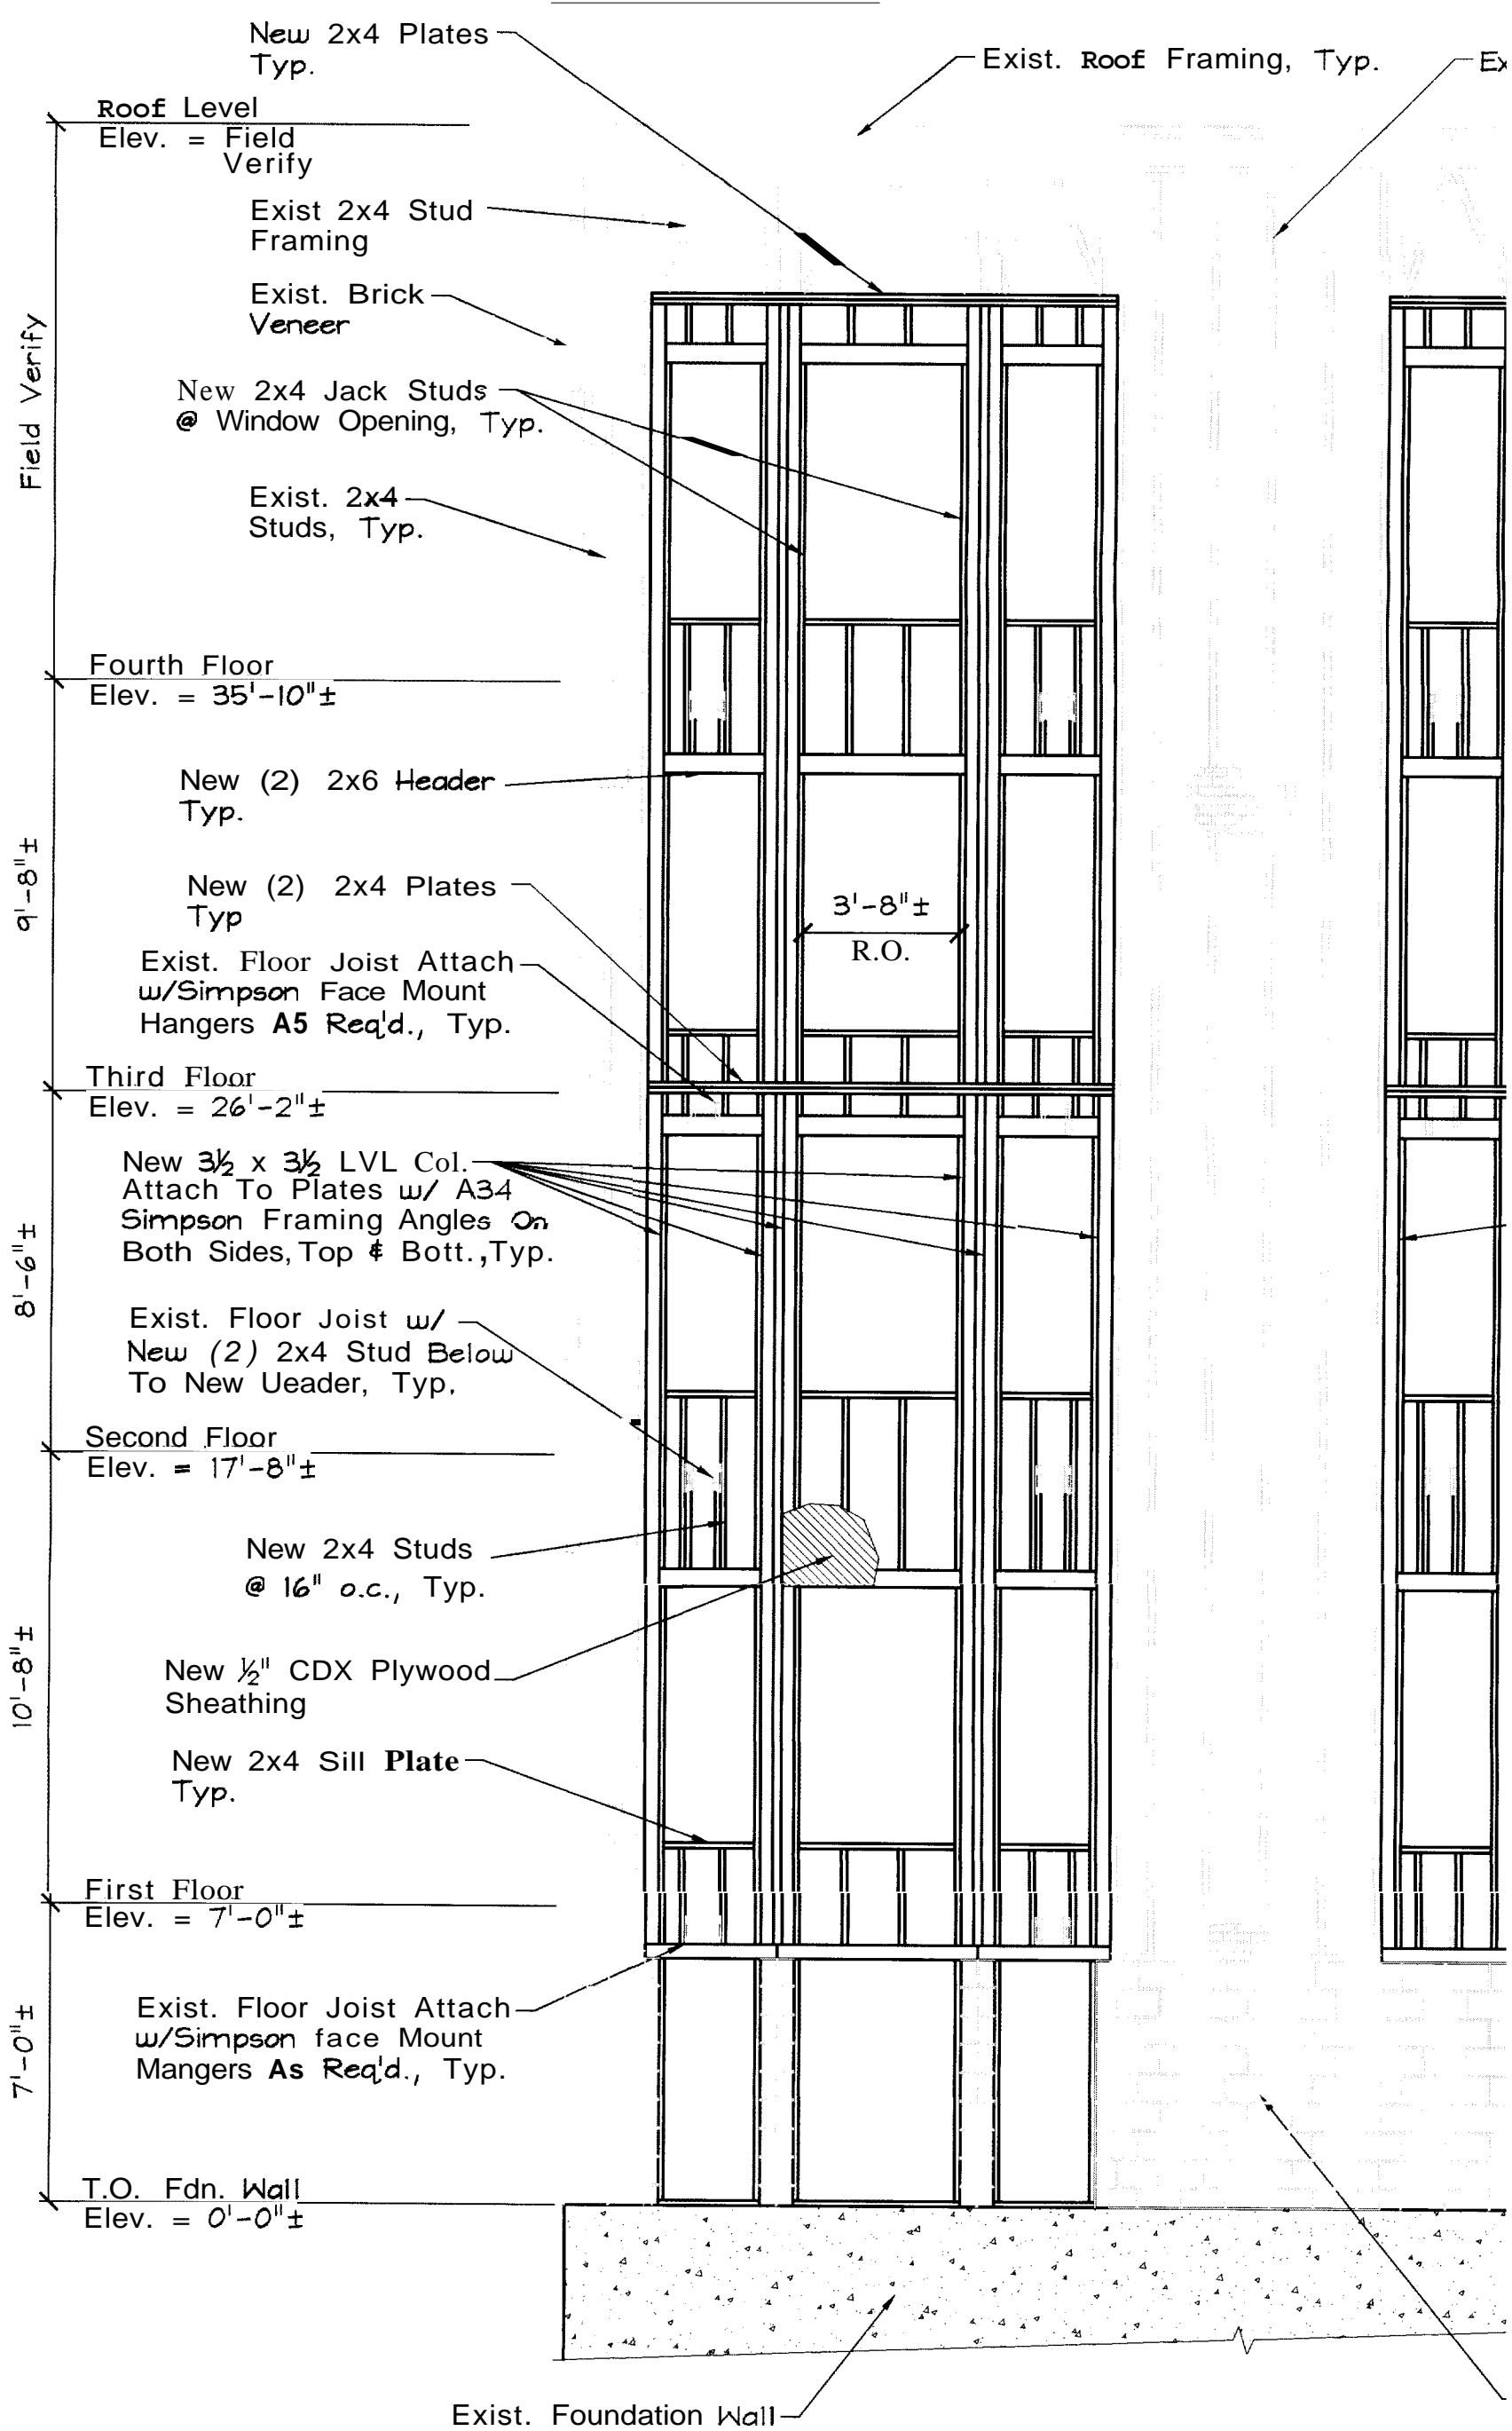 New 2x4 Plates
Typ.
Exist. Roof Framing, Typ.
Ex
Roof Level
Elev. = Field
Verify
Exist 2x4 Stud
Framing
Exist. Brick
Veneer
Field Verify
New 2x4 Jack Studs
@ Window Opening, Typ.
Exist. 2x4
Studs, Typ.
Fourth Floor
Elev. = 35'-10"±
New (2) 2x6 Header
Typ.
9'-8"±
New (2) 2x4 Plates
Typ
3'-8"±
R.O.
Exist. Floor Joist Attach
w/Simpson Face Mount
Hangers A5 Req'd., Typ.
Third Floor
Elev. = 26'-2"±
New 3½ x 3½ LVL Col.
Attach To Plates w/ A34
Simpson Framing Angles On
Both Sides, Top & Bott., Typ.
8'-6"±
Exist. Floor Joist w/
New (2) 2x4 Stud Below
To New Ueader, Typ.
Second Floor
Elev. = 17'-8"±
New 2x4 Studs
@ 16" o.c., Typ.
10'-8"±
New ½" CDX Plywood
Sheathing
New 2x4 Sill Plate
Typ.
First Floor
Elev. = 7'-0"±
Exist. Floor Joist Attach
w/Simpson face Mount
Mangers As Req'd., Typ.
7'-0"±
T.O. Fdn. Wall
Elev. = 0'-0"±
Exist. Foundation Wall